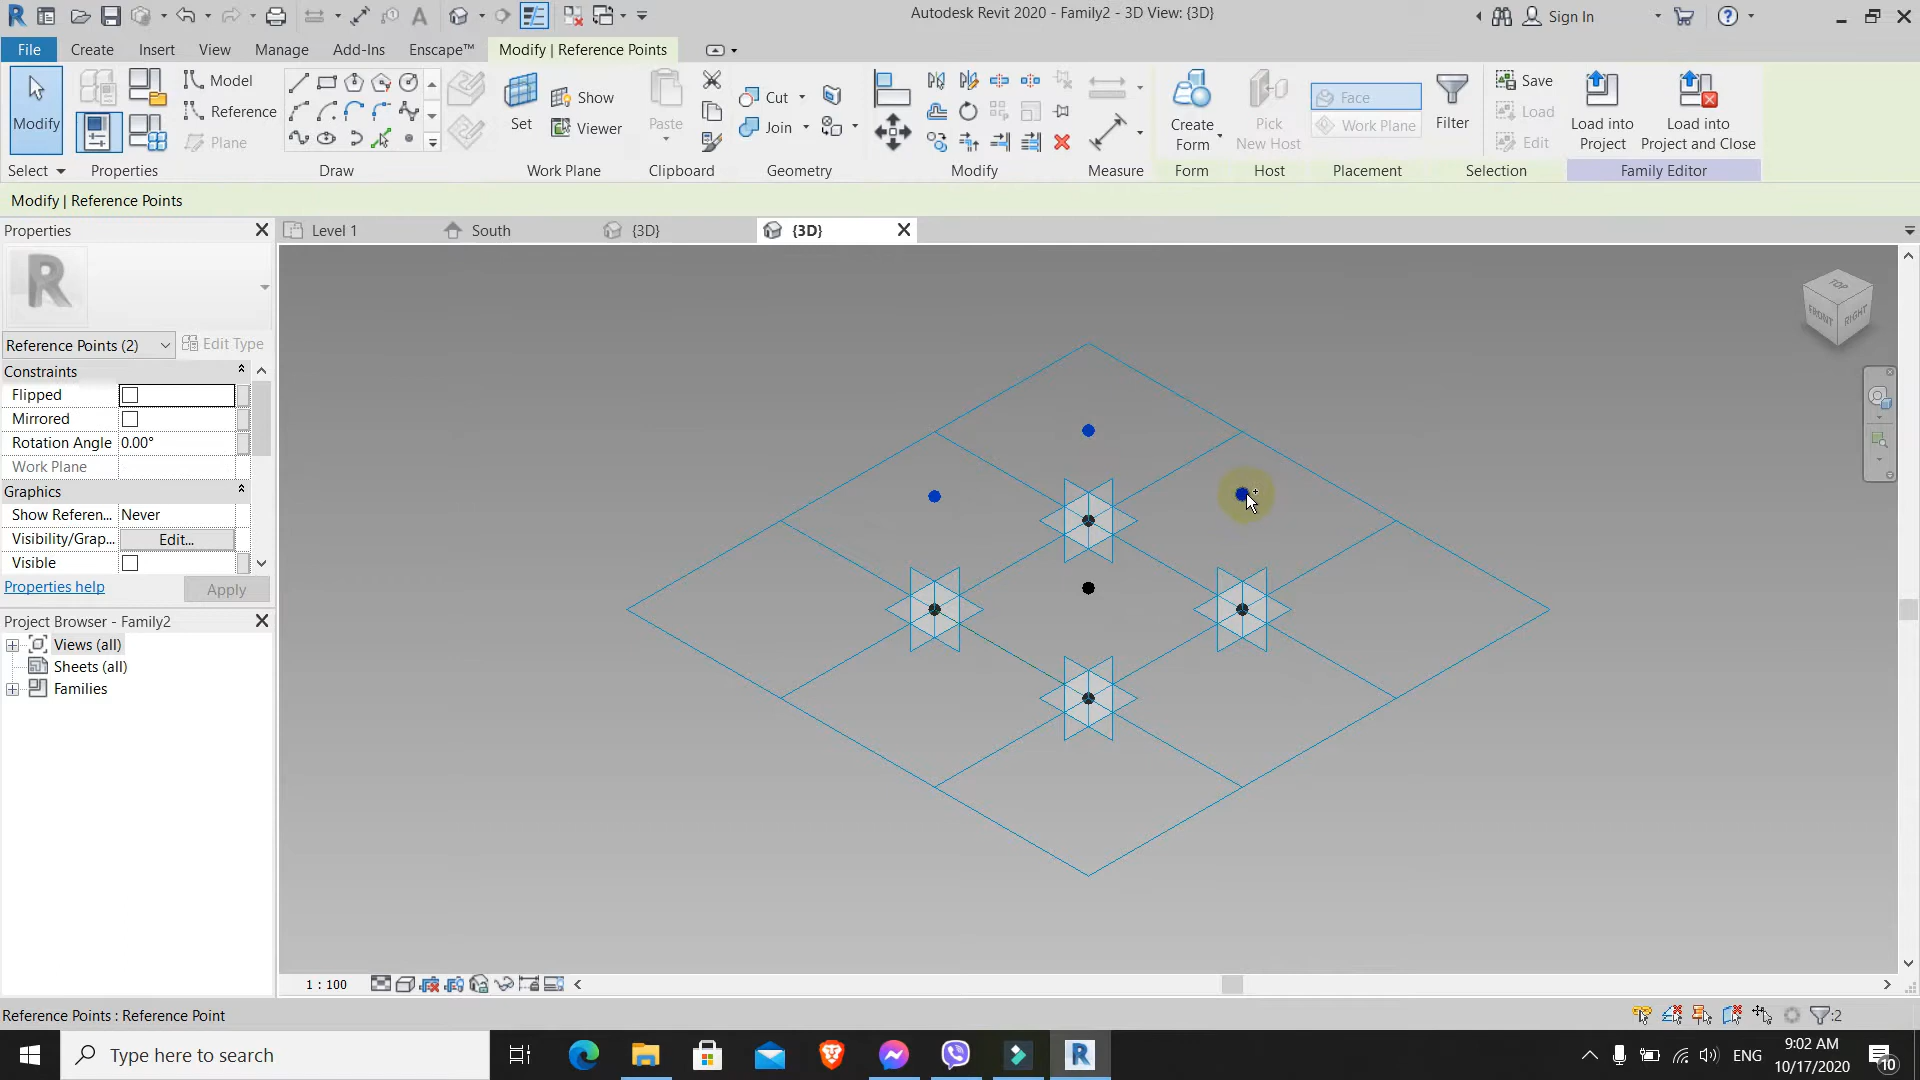 Autodesk Revit 2020 - Family2 - 3D View: {3D}
Sign In
File
Create
Insert
View
Manage
Add-Ins
Enscape™
Modify | Reference Points
Modify
Model
Reference
Plane
Set
Show
Viewer
Paste
Cut
Join
Create
Form
Pick
New Host
Face
Work Plane
Filter
Save
Load
Edit
Load into
Project
Load into
Project and Close
Select
Properties
Draw
Work Plane
Clipboard
Geometry
Modify
Measure
Form
Host
Placement
Selection
Family Editor
Modify | Reference Points
Properties
Level 1
South
{3D}
{3D}
R
Reference Points (2)
Edit Type
Constraints
Flipped
Mirrored
Rotation Angle 0.00°
Work Plane
Graphics
Show Referen... Never
Visibility/Grap... Edit...
Visible
Properties help
Apply
Project Browser - Family2
Views (all)
Sheets (all)
Families
TOP
FRONT
RIGHT
1 : 100
Reference Points : Reference Point
:2
Type here to search
ENG
9:02 AM
10/17/2020
10